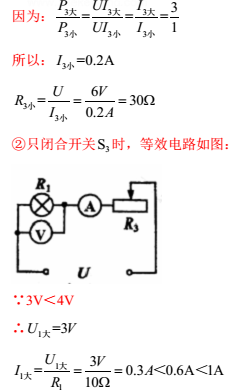 因为：P3大/P3小=UI3大/UI3小=I3大/I3小=3/1
所以：I3小=0.2A
R3小=U/I3小=6V/0.2A=30Ω
②只闭合开关S3时，等效电路如图：
R1
A
V
R3
U
∵3V<4V
∴U1大=3V
I1大=U1大/R1=3V/10Ω=0.3A<0.6A<1A